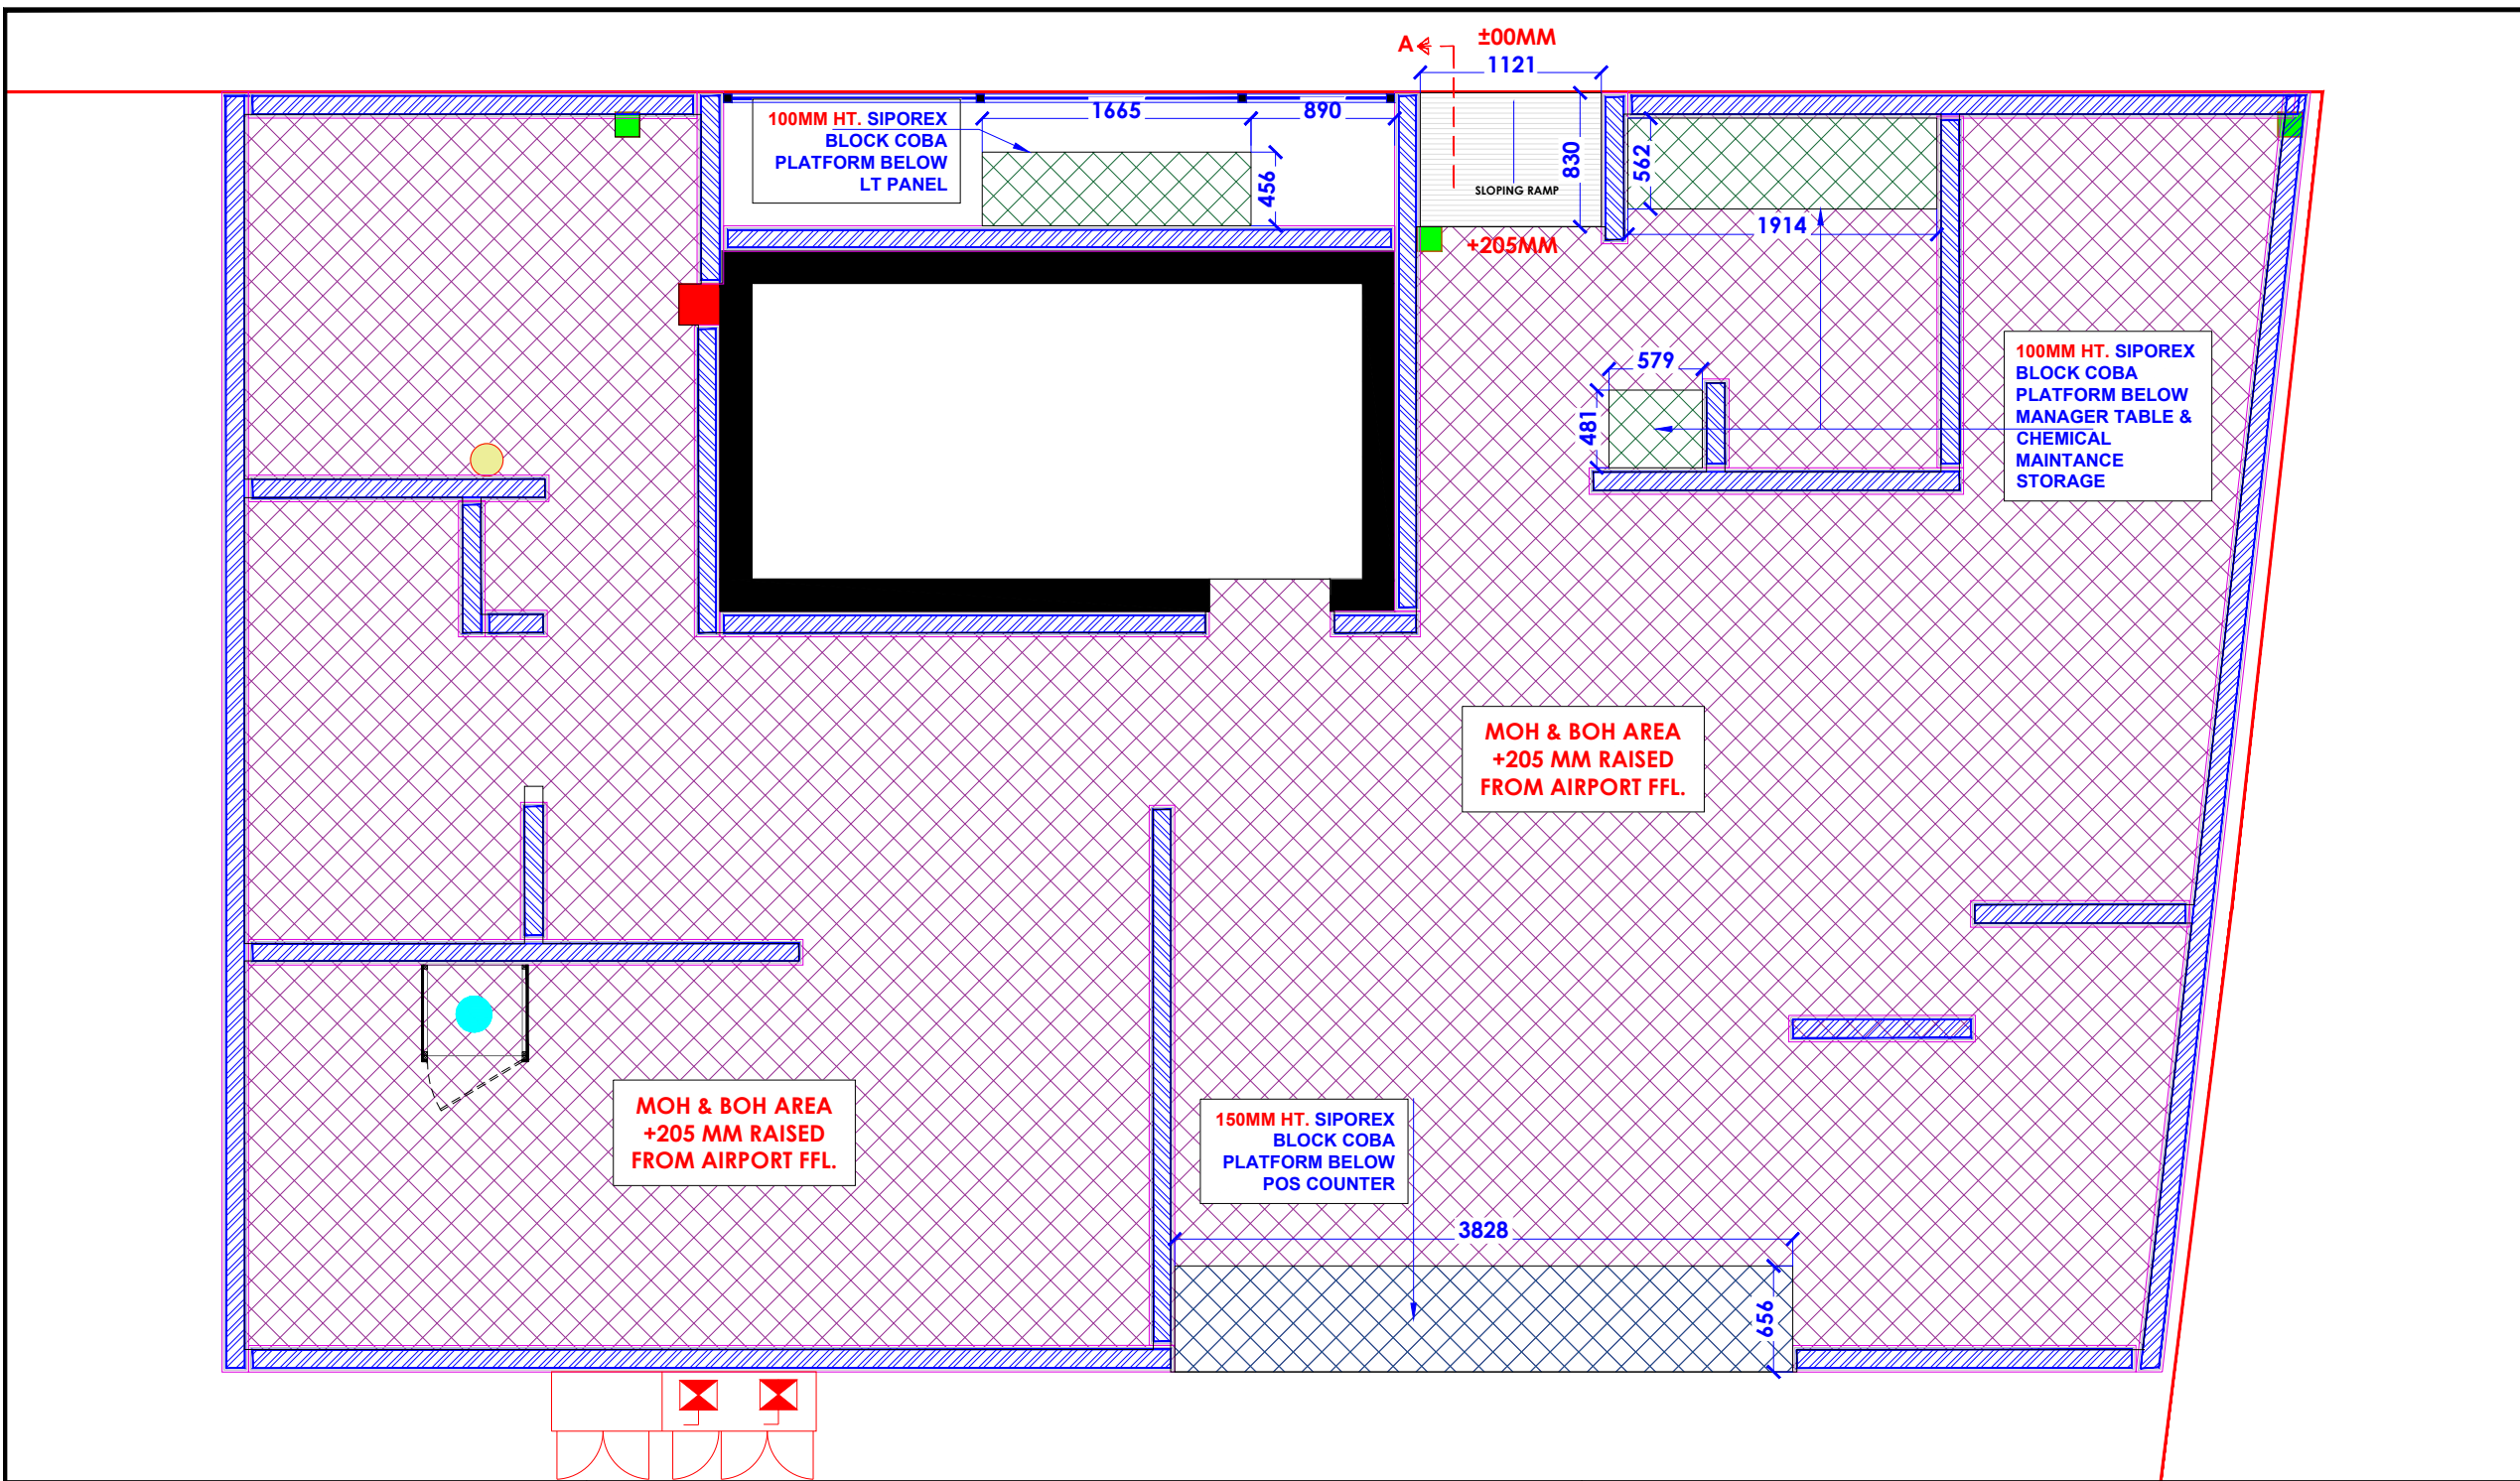 A
±00MM
1121
100MM HT. SIPOREX
BLOCK COBA
PLATFORM BELOW
LT PANEL
1665
890
456
830
SLOPING RAMP
+205MM
562
1914
579
481
100MM HT. SIPOREX
BLOCK COBA
PLATFORM BELOW
MANAGER TABLE &
CHEMICAL
MAINTANCE
STORAGE
MOH & BOH AREA
+205 MM RAISED
FROM AIRPORT FFL.
MOH & BOH AREA
+205 MM RAISED
FROM AIRPORT FFL.
150MM HT. SIPOREX
BLOCK COBA
PLATFORM BELOW
POS COUNTER
3828
656